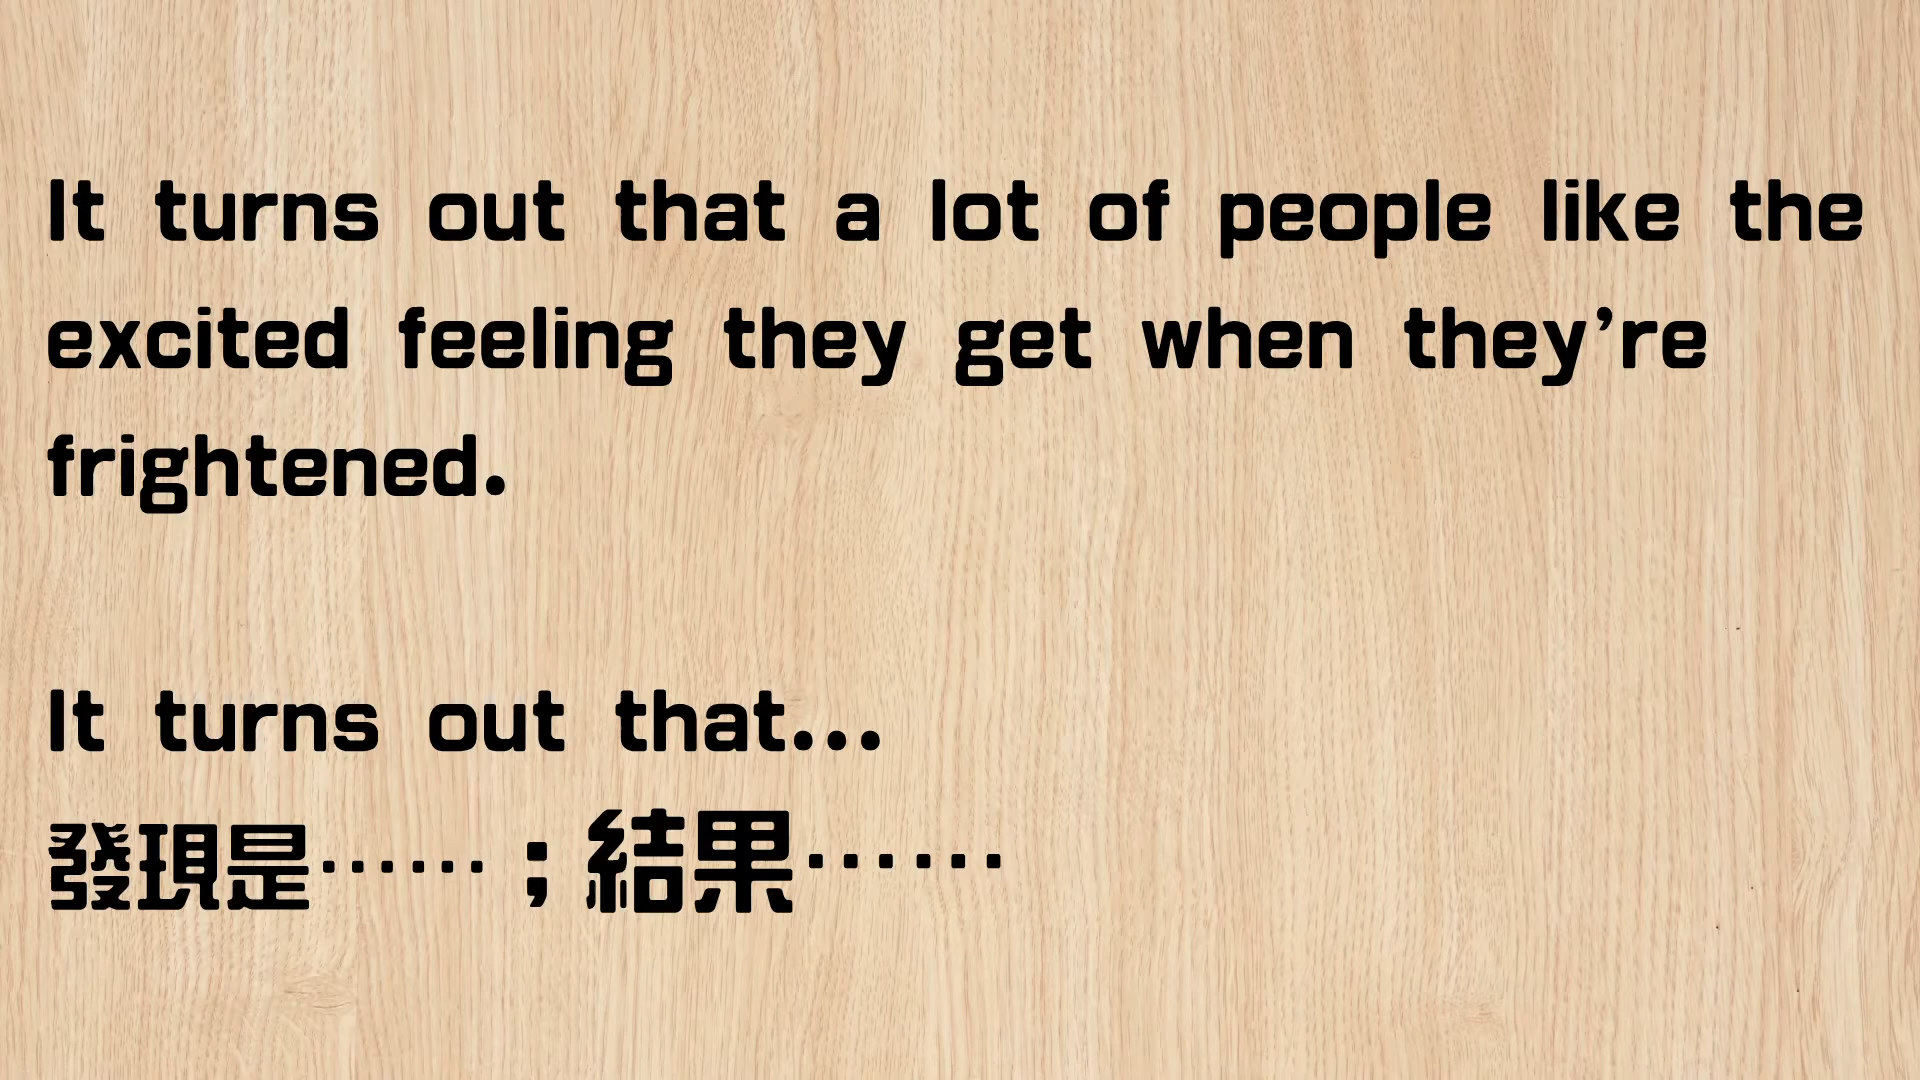 It turns out that a lot of people like the
excited feeling they get when they’re
frightened.
It turns out that...
發現是……；結果……